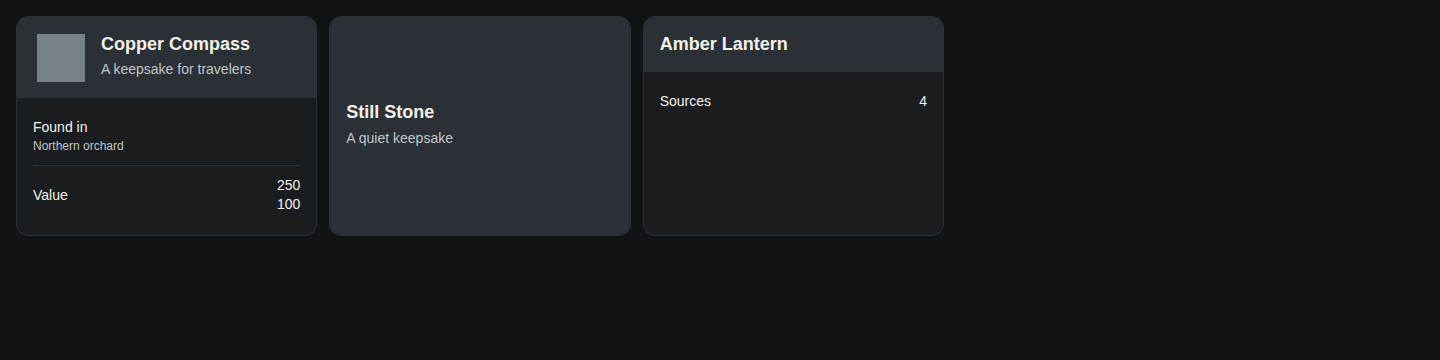 Copper Compass
A keepsake for travelers
Found in
Northern orchard
Value
250
100
Still Stone
A quiet keepsake
Amber Lantern
Sources 4